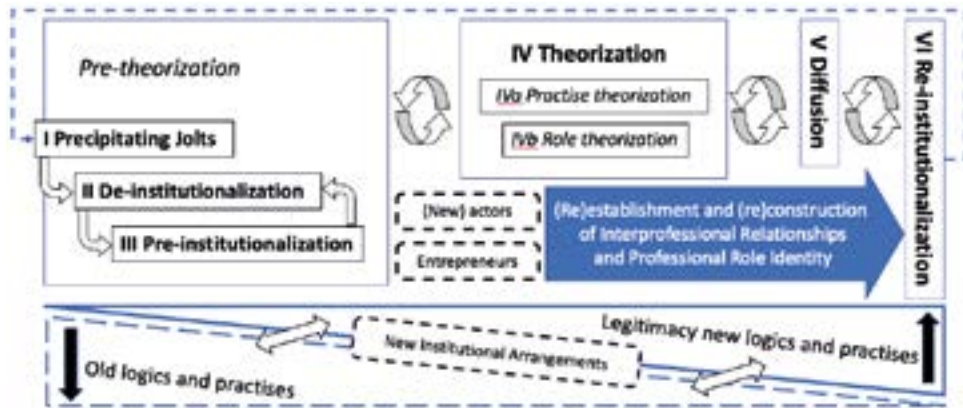 Pre-theorization
I Precipitating Jolts
II De-institutionalization
III Pre-institutionalization
IV Theorization
IVa Practise theorization
IVb Role theorization
V Diffusion
VI Re-institutionalization
(New) actors
Entrepreneurs
(Re)establishment and (re)construction
of Interprofessional Relationships
and Professional Role Identity
Old logics and practises
New Institutional Arrangements
Legitimacy new logics and practises